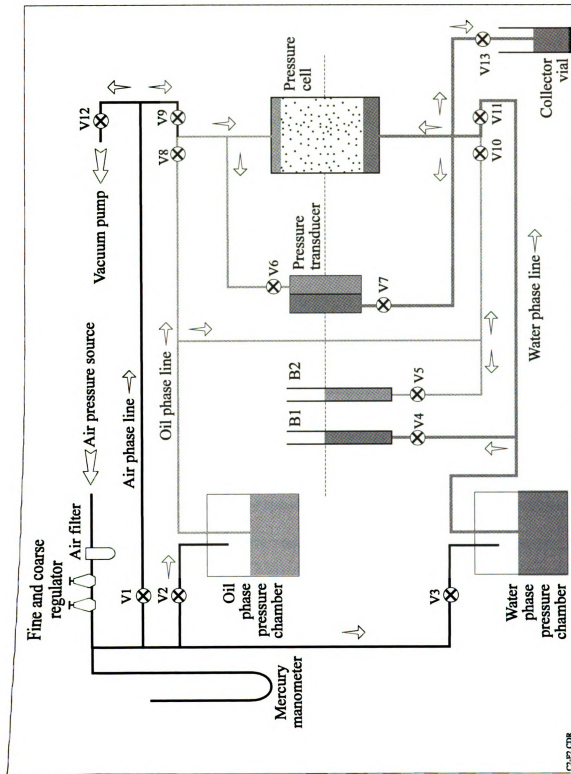 Fine and coarse
regulator
Air filter
Air pressure source
Vacuum pump
V12
V1
Air phase line
V9
V2
Oil phase line
V8
Mercury
manometer
Oil
phase
pressure
chamber
B1
B2
V4
V5
V6
Pressure
transducer
V7
Pressure
cell
V3
Water
phase
pressure
chamber
Water phase line
V10
V11
V13
Collector
vial